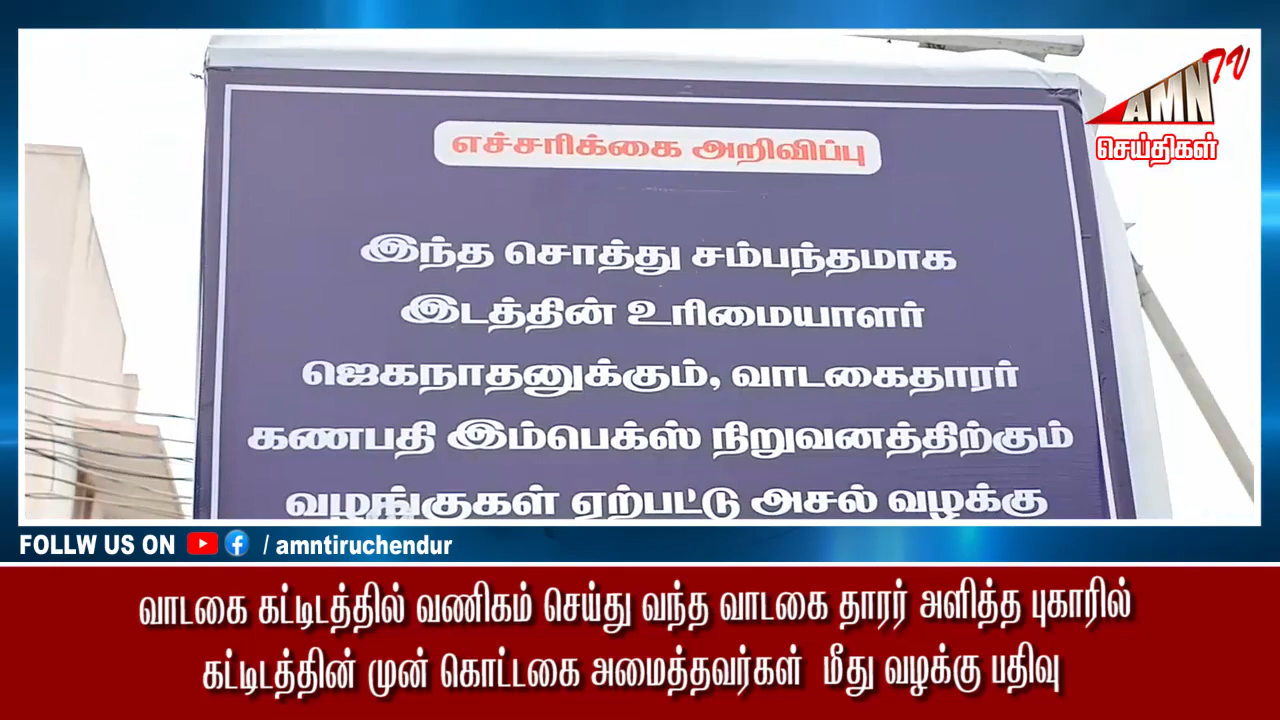 AMN TV
செய்திகள்
எச்சரிக்கை அறிவிப்பு
இந்த சொத்து சம்பந்தமாக
இடத்தின் உரிமையாளர்
ஜெகநாதனுக்கும், வாடகைதாரர்
கணபதி இம்பெக்ஸ் நிறுவனத்திற்கும்
வழங்குகள் ஏற்பட்டு அசல் வழக்கு
FOLLW US ON / amntiruchendur
வாடகை கட்டிடத்தில் வணிகம் செய்து வந்த வாடகை தாரர் அளித்த புகாரில்
கட்டிடத்தின் முன் கொட்டகை அமைத்தவர்கள் மீது வழக்கு பதிவு